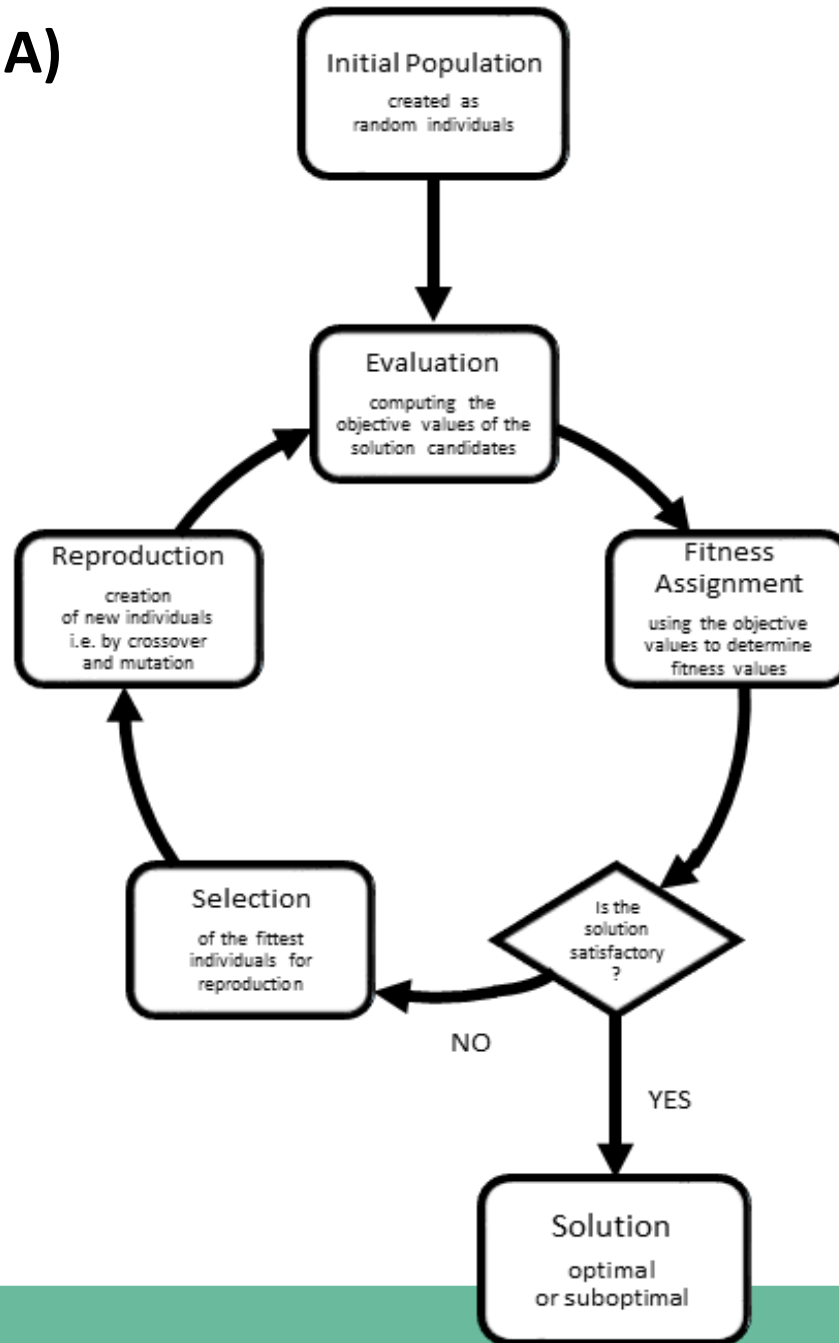 A)
Initial Population
created as
random individuals
Evaluation
computing the
objective values of the
solution candidates
Reproduction
creation
of new individuals
i.e. by crossover
and mutation
Fitness
Assignment
using the objective
values to determine
fitness values
Selection
of the fittest
individuals for
reproduction
Is the
solution
satisfactory
?
NO
YES
Solution
optimal
or suboptimal